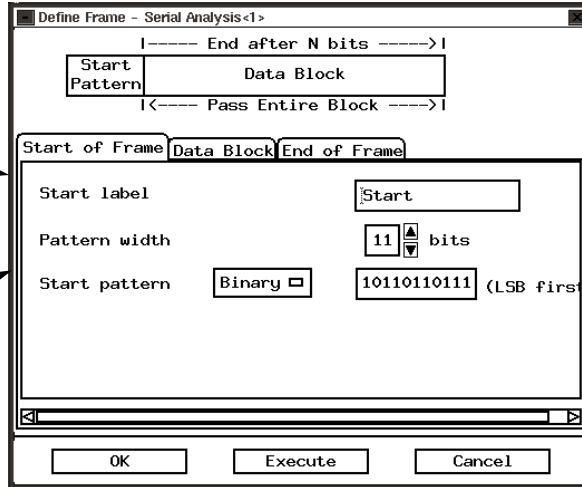 Define Frame - Serial Analysis<1>
|----- End after N bits ----->|
Start Pattern
Data Block
|<---- Pass Entire Block ---->|
Start of Frame Data Block End of Frame
Start label Start
Pattern width 11 bits
Start pattern Binary 10110110111 (LSB first
OK Execute Cancel